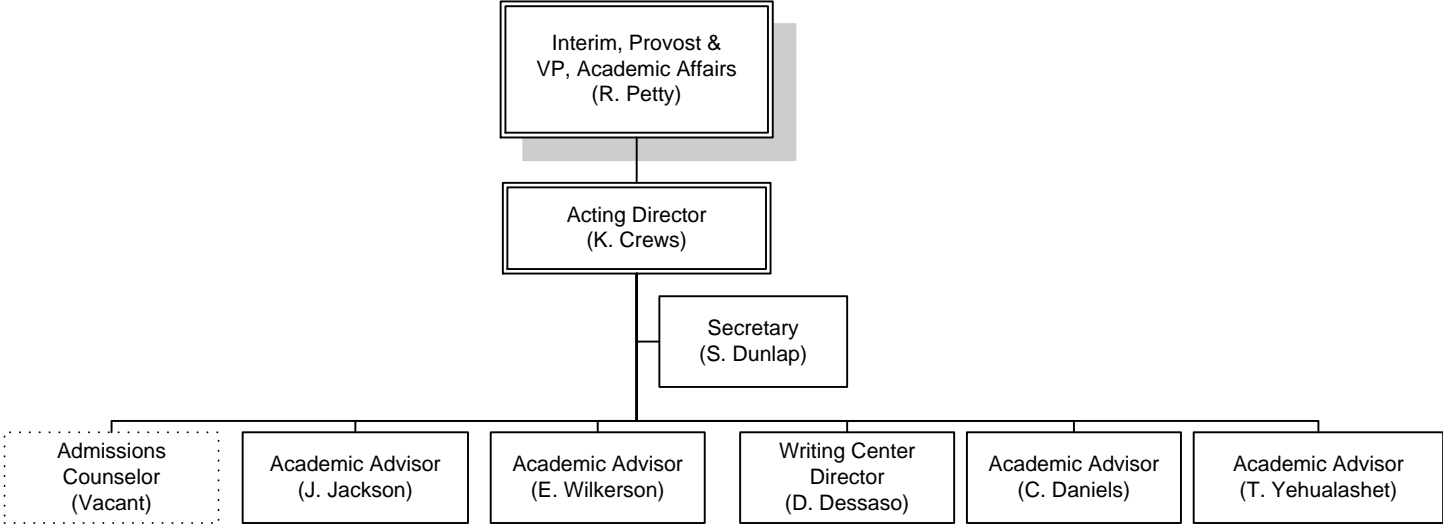 Interim, Provost &
VP, Academic Affairs
(R. Petty)
Acting Director
(K. Crews)
Secretary
(S. Dunlap)
Admissions
Counselor
(Vacant)
Academic Advisor
(J. Jackson)
Academic Advisor
(E. Wilkerson)
Writing Center
Director
(D. Dessaso)
Academic Advisor
(C. Daniels)
Academic Advisor
(T. Yehualashet)